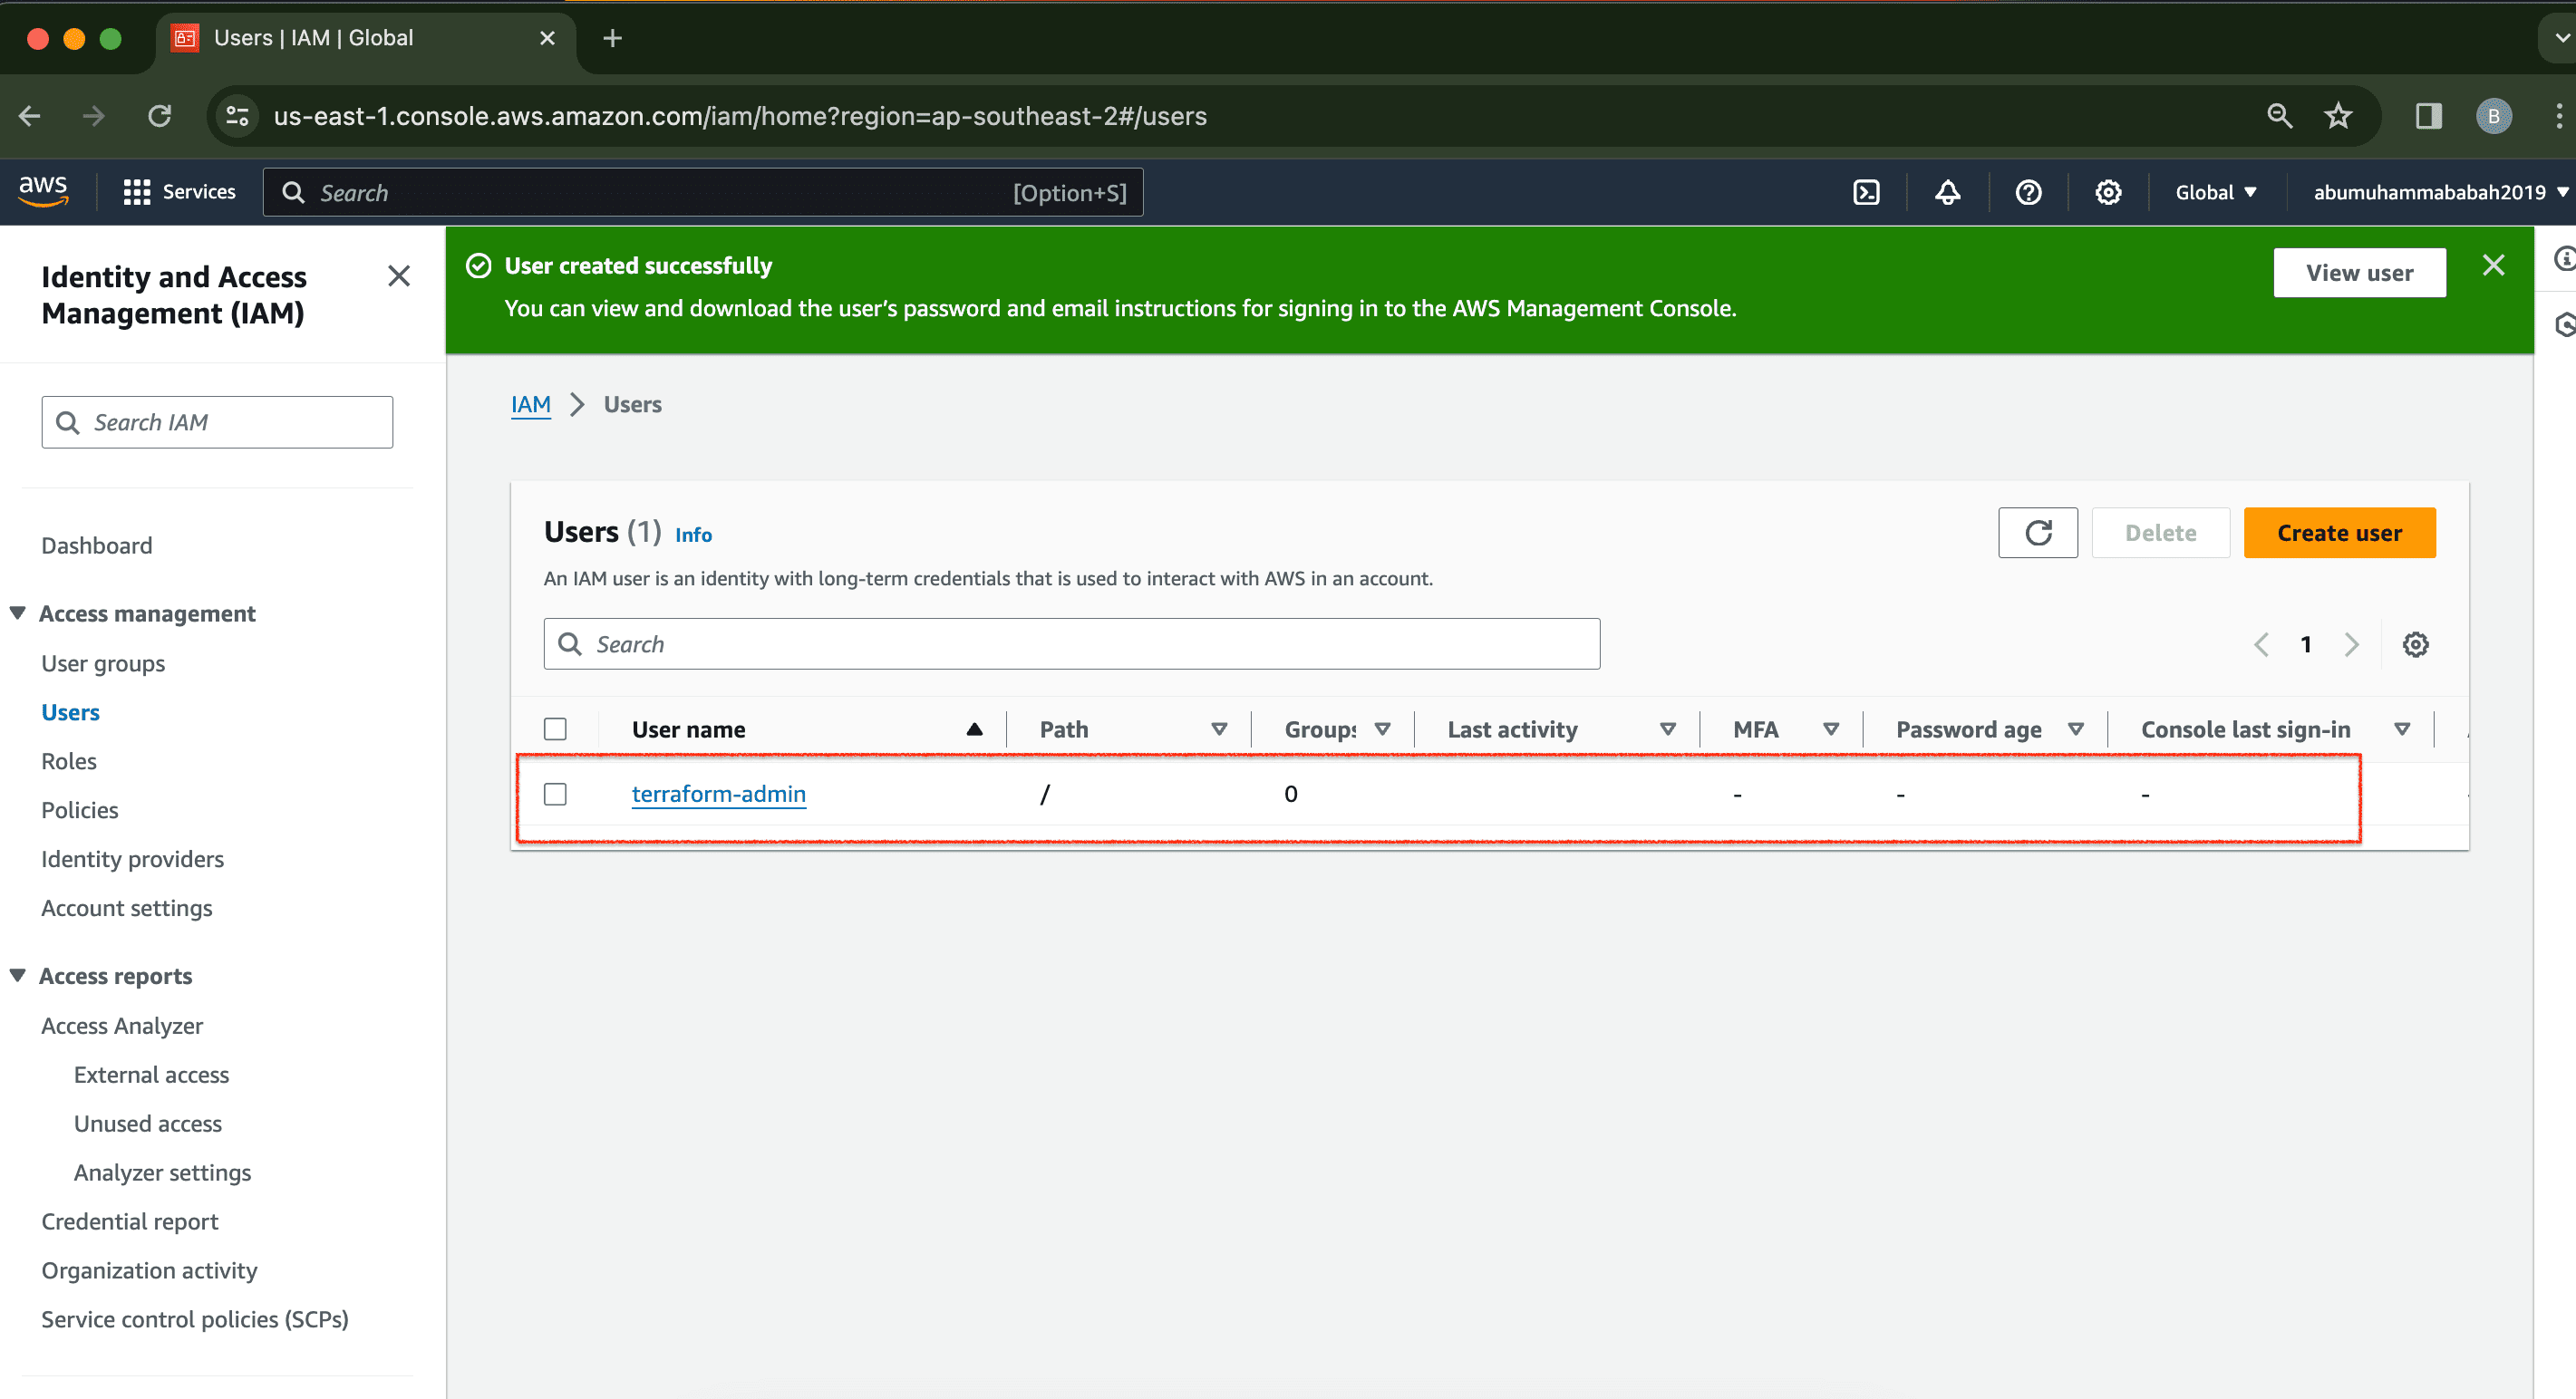 Users | IAM | Global
us-east-1.console.aws.amazon.com/iam/home?region=ap-southeast-2#/users
B
aws
Services
Search
[Option+S]
Global
abumuhammababah2019
Identity and Access
Management (IAM)
Search IAM
Dashboard
Access management
User groups
Users
Roles
Policies
Identity providers
Account settings
Access reports
Access Analyzer
External access
Unused access
Analyzer settings
Credential report
Organization activity
Service control policies (SCPs)
User created successfully
You can view and download the user’s password and email instructions for signing in to the AWS Management Console.
View user
IAM
Users
Users (1) Info
Delete
Create user
An IAM user is an identity with long-term credentials that is used to interact with AWS in an account.
Search
1
User name Path Groups Last activity MFA Password age Console last sign-in
terraform-admin / 0 - - -